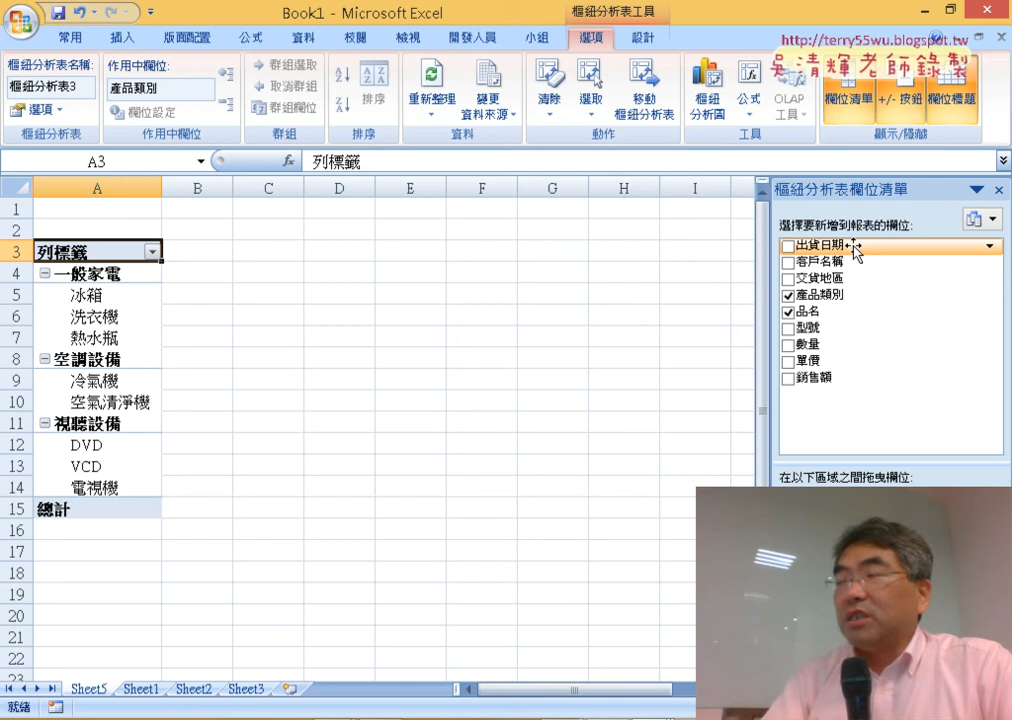 Book1 - Microsoft Excel
樞紐分析表工具
常用 插入 版面配置 公式 資料 校閱 檢視 開發人員 小組 選項 設計
http://terry55wu.blogspot.tw
吳清輝老師錄製
樞紐分析表名稱:
樞紐分析表3
選項
樞紐分析表
作用中欄位:
產品類別
欄位設定
作用中欄位
群組選取
取消群組
群組欄位
群組
排序
排序
重新整理
變更
資料來源
資料
清除
選取
移動
樞紐分析表
動作
樞紐
分析圖
公式
OLAP
工具
工具
欄位清單
+/- 按鈕
欄位標題
顯示/隱藏
A3
fx
列標籤
A B C D E F G H I
1
2
3 列標籤
4 一般家電
5 冰箱
6 洗衣機
7 熱水瓶
8 空調設備
9 冷氣機
10 空氣清淨機
11 視聽設備
12 DVD
13 VCD
14 電視機
15 總計
16
17
18
19
20
21
22
23
樞紐分析表欄位清單
選擇要新增到報表的欄位:
出貨日期
客戶名稱
交貨地區
產品類別
品名
型號
數量
單價
銷售額
在以下區域之間拖曳欄位:
Sheet5 Sheet1 Sheet2 Sheet3
就緒